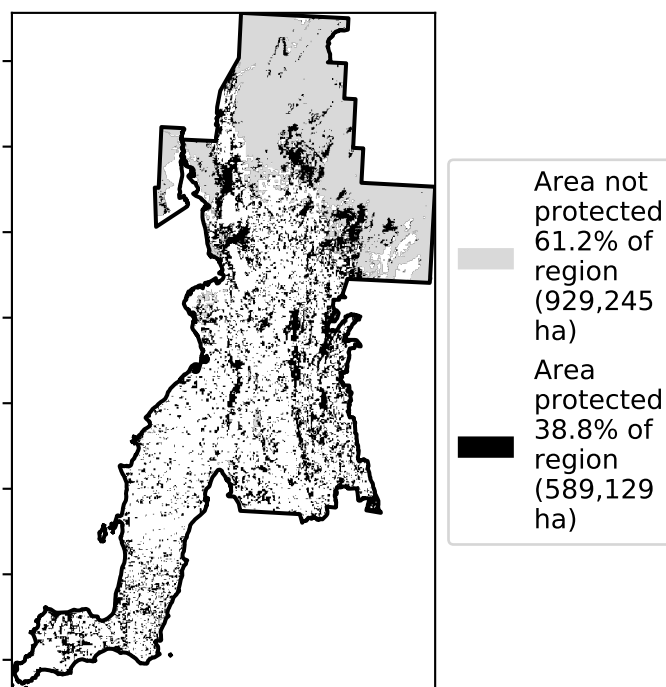 Area not
protected
61.2% of
region
(929,245
ha)
Area
protected
38.8% of
region
(589,129
ha)